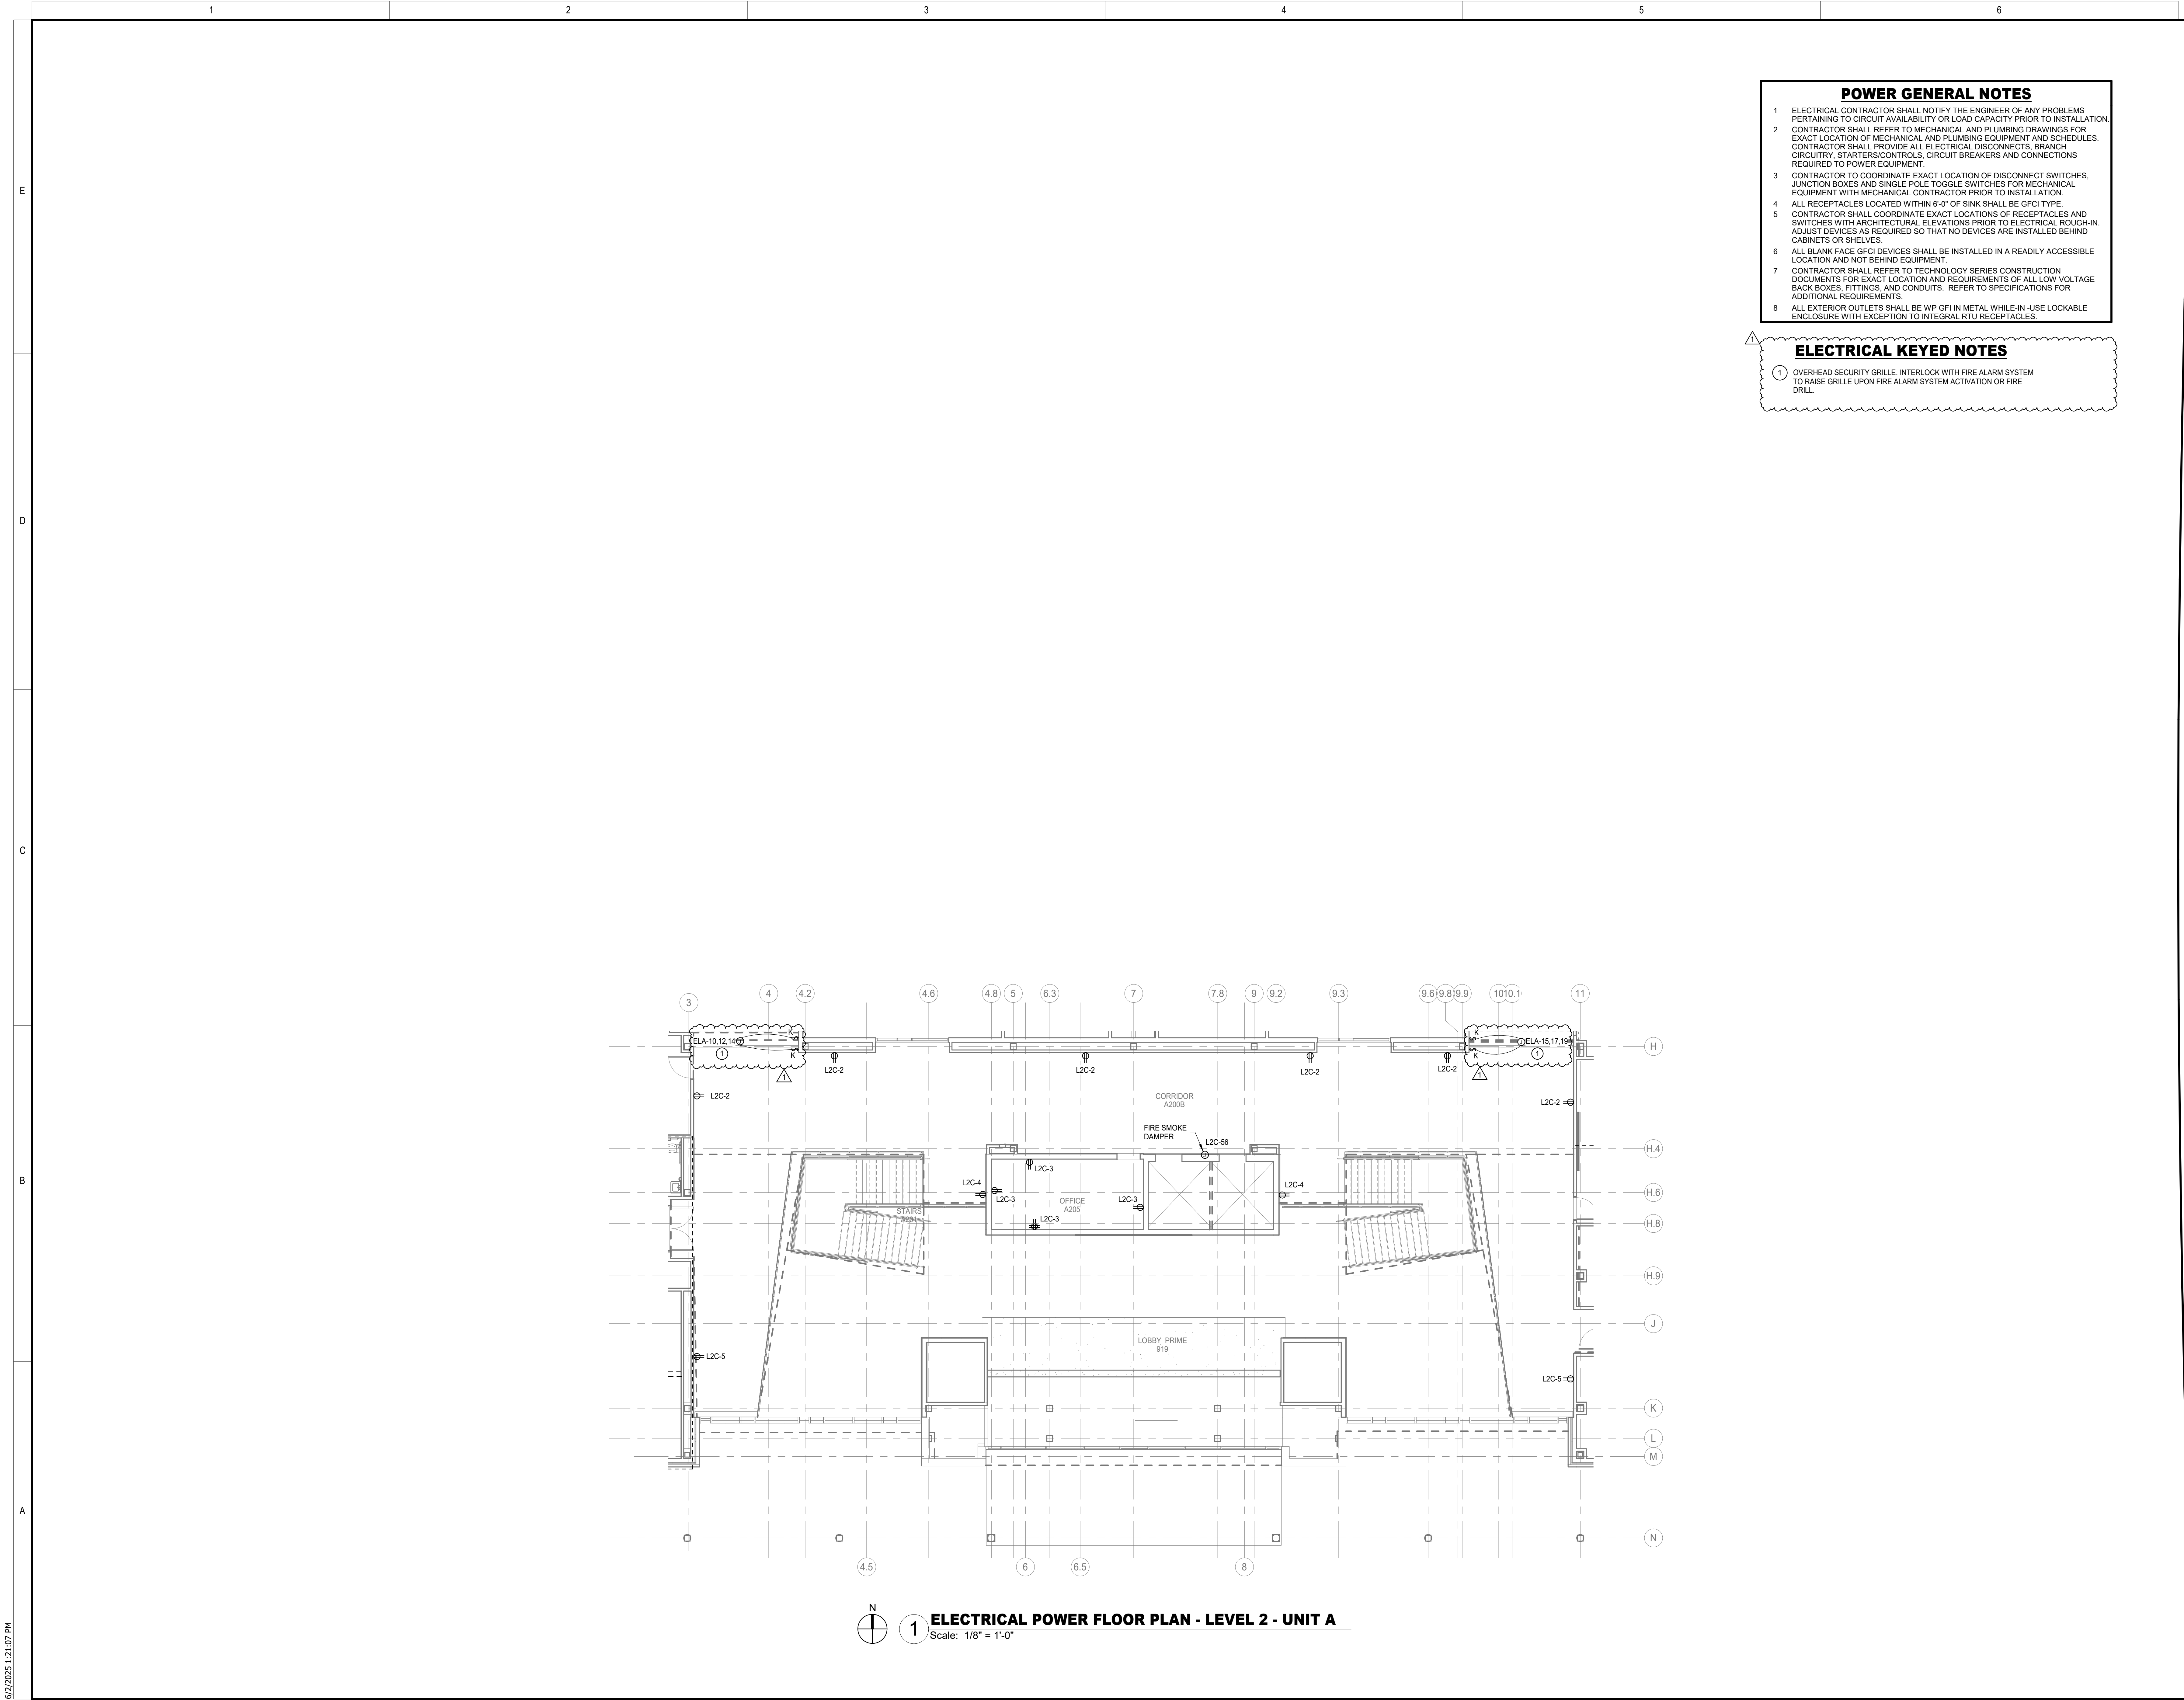 1 2 3 4 5 6
POWER GENERAL NOTES
1 ELECTRICAL CONTRACTOR SHALL NOTIFY THE ENGINEER OF ANY PROBLEMS
PERTAINING TO CIRCUIT AVAILABILITY OR LOAD CAPACITY PRIOR TO INSTALLATION.
2 CONTRACTOR SHALL REFER TO MECHANICAL AND PLUMBING DRAWINGS FOR
EXACT LOCATION OF MECHANICAL AND PLUMBING EQUIPMENT AND SCHEDULES.
CONTRACTOR SHALL PROVIDE ALL ELECTRICAL DISCONNECTS, BRANCH
CIRCUITRY, STARTERS/CONTROLS, CIRCUIT BREAKERS AND CONNECTIONS
REQUIRED TO POWER EQUIPMENT.
3 CONTRACTOR TO COORDINATE EXACT LOCATION OF DISCONNECT SWITCHES,
JUNCTION BOXES AND SINGLE POLE TOGGLE SWITCHES FOR MECHANICAL
EQUIPMENT WITH MECHANICAL CONTRACTOR PRIOR TO INSTALLATION.
4 ALL RECEPTACLES LOCATED WITHIN 6'-0" OF SINK SHALL BE GFCI TYPE.
5 CONTRACTOR SHALL COORDINATE EXACT LOCATIONS OF RECEPTACLES AND
SWITCHES WITH ARCHITECTURAL ELEVATIONS PRIOR TO ELECTRICAL ROUGH-IN.
ADJUST DEVICES AS REQUIRED SO THAT NO DEVICES ARE INSTALLED BEHIND
CABINETS OR SHELVES.
6 ALL BLANK FACE GFCI DEVICES SHALL BE INSTALLED IN A READILY ACCESSIBLE
LOCATION AND NOT BEHIND EQUIPMENT.
7 CONTRACTOR SHALL REFER TO TECHNOLOGY SERIES CONSTRUCTION
DOCUMENTS FOR EXACT LOCATION AND REQUIREMENTS OF ALL LOW VOLTAGE
BACK BOXES, FITTINGS, AND CONDUITS. REFER TO SPECIFICATIONS FOR
ADDITIONAL REQUIREMENTS.
8 ALL EXTERIOR OUTLETS SHALL BE WP GFI IN METAL WHILE-IN -USE LOCKABLE
ENCLOSURE WITH EXCEPTION TO INTEGRAL RTU RECEPTACLES.
E
1
ELECTRICAL KEYED NOTES
1 OVERHEAD SECURITY GRILLE. INTERLOCK WITH FIRE ALARM SYSTEM
TO RAISE GRILLE UPON FIRE ALARM SYSTEM ACTIVATION OR FIRE
DRILL.
D
C
3 4 4.2 4.6 4.8 5 6.3 7 7.8 9 9.2 9.3 9.6 9.8 9.9 10 10.1 11
K K
ELA-10,12,14 J J ELA-15,17,19 H
K 1 K 1
1 L2C-2 L2C-2 L2C-2 L2C-2 1
L2C-2 CORRIDOR L2C-2
A200B
FIRE SMOKE
DAMPER L2C-56
J H.4
L2C-3
B L2C-4 L2C-4 H.6
L2C-3 OFFICE L2C-3
A205
STAIRS L2C-3
A201 H.8
H.9
J
LOBBY PRIME
919
L2C-5
L2C-5
K
L
M
A
N
4.5 6 6.5 8
N
1 ELECTRICAL POWER FLOOR PLAN - LEVEL 2 - UNIT A
Scale: 1/8" = 1'-0"
6/2/2025 1:21:07 PM